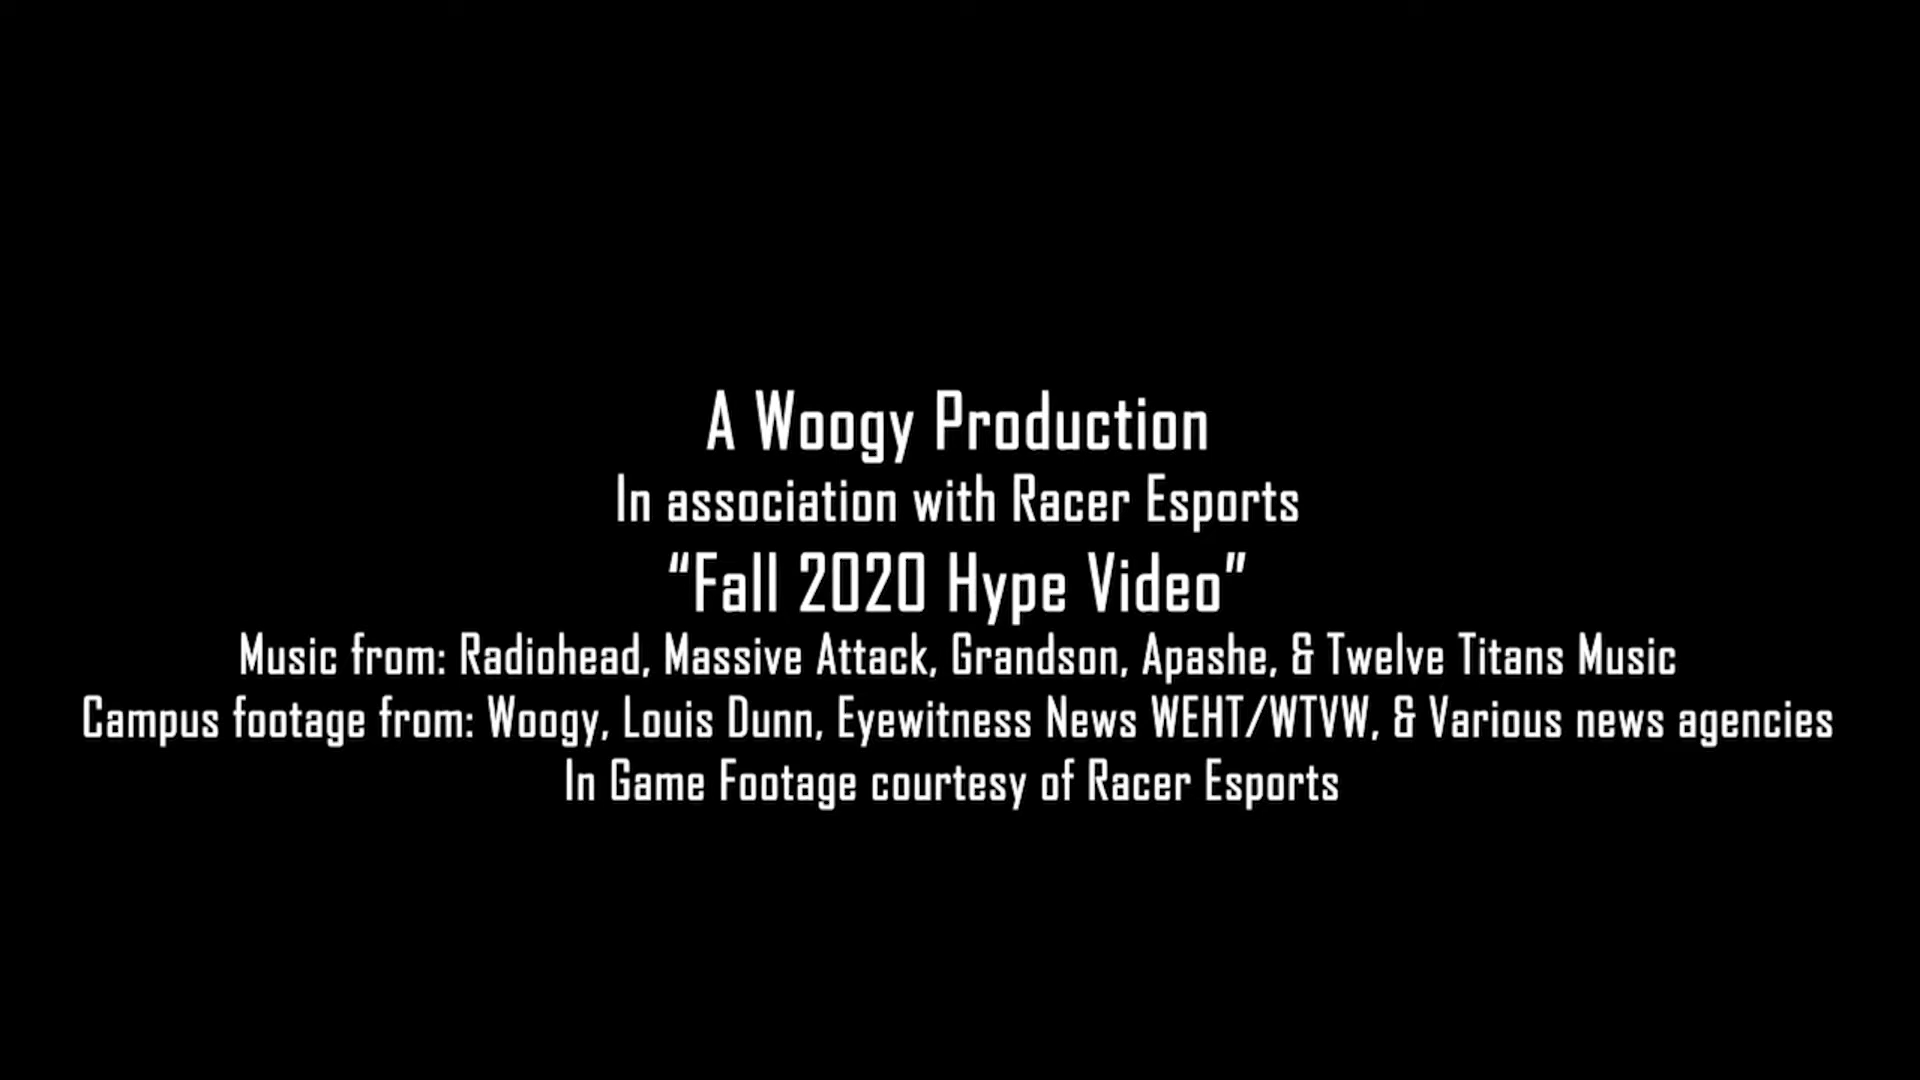 A Woogy Production
In association with Racer Esports
“Fall 2020 Hype Video”
Music from: Radiohead, Massive Attack, Grandson, Apashe, & Twelve Titans Music
Campus footage from: Woogy, Louis Dunn, Eyewitness News WEHT/WTVW, & Various news agencies
In Game Footage courtesy of Racer Esports